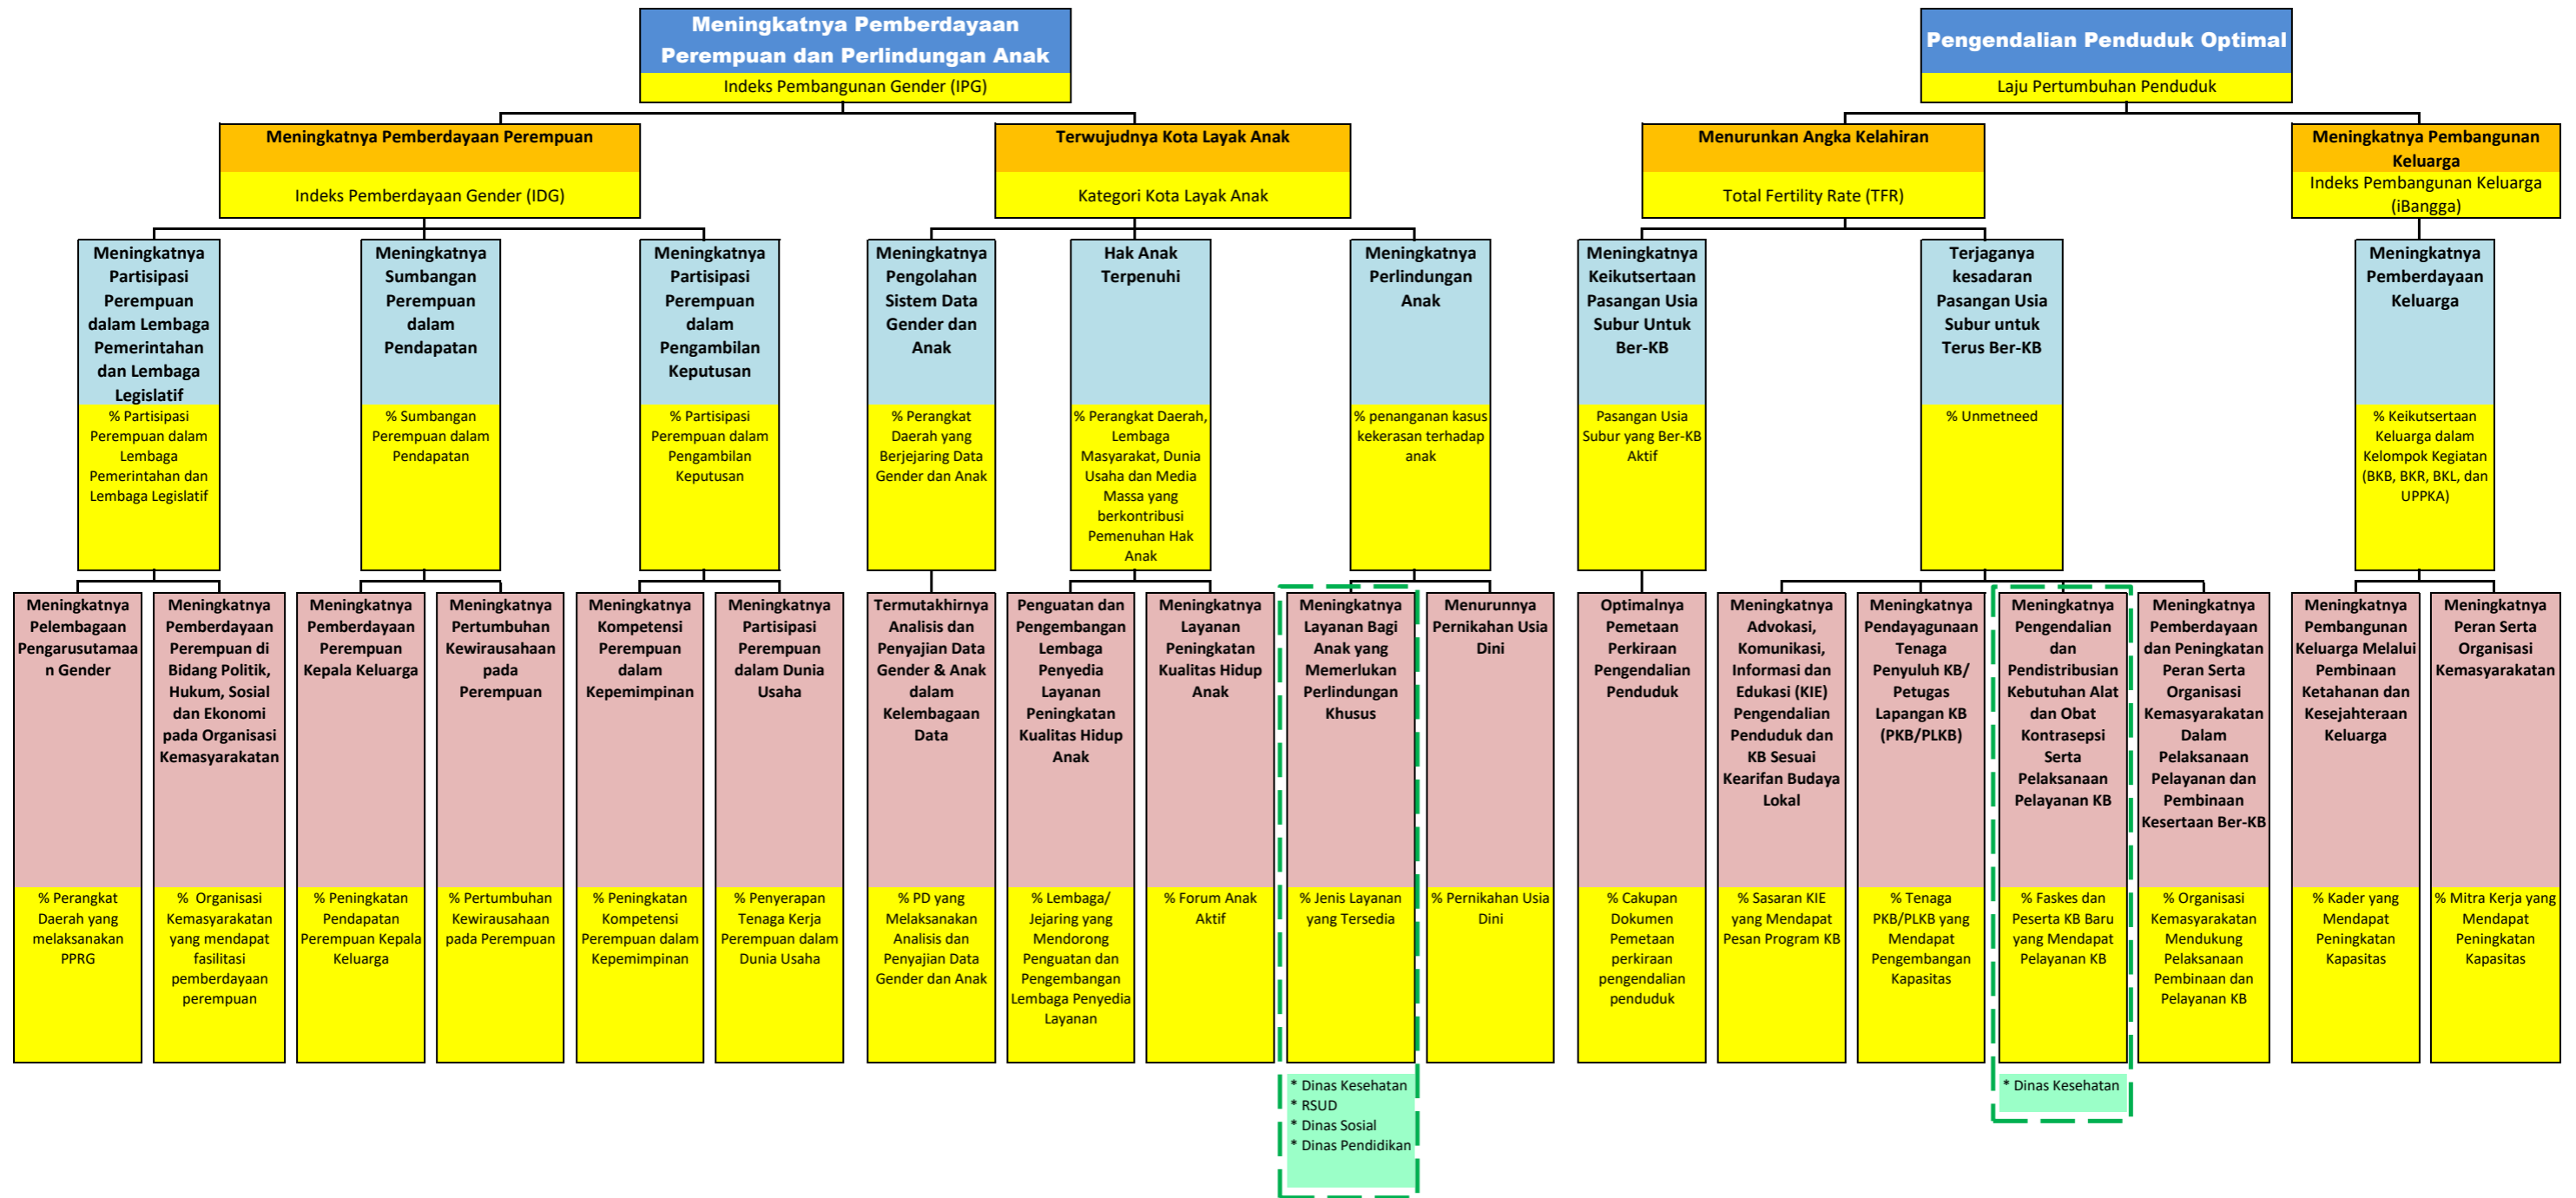 Meningkatnya Pemberdayaan
Perempuan dan Perlindungan Anak
Indeks Pembangunan Gender (IPG)
Pengendalian Penduduk Optimal
Laju Pertumbuhan Penduduk
Meningkatnya Pemberdayaan Perempuan
Indeks Pemberdayaan Gender (IDG)
Terwujudnya Kota Layak Anak
Kategori Kota Layak Anak
Menurunkan Angka Kelahiran
Total Fertility Rate (TFR)
Meningkatnya Pembangunan
Keluarga
Indeks Pembangunan Keluarga
(iBangga)
Meningkatnya
Partisipasi
Perempuan
dalam Lembaga
Pemerintahan
dan Lembaga
Legislatif
% Partisipasi
Perempuan dalam
Lembaga
Pemerintahan dan
Lembaga Legislatif
Meningkatnya
Sumbangan
Perempuan
dalam
Pendapatan
% Sumbangan
Perempuan dalam
Pendapatan
Meningkatnya
Partisipasi
Perempuan
dalam
Pengambilan
Keputusan
% Partisipasi
Perempuan dalam
Pengambilan
Keputusan
Meningkatnya
Pengolahan
Sistem Data
Gender dan
Anak
% Perangkat
Daerah yang
Berjejaring Data
Gender dan Anak
Hak Anak
Terpenuhi
% Perangkat Daerah,
Lembaga
Masyarakat, Dunia
Usaha dan Media
Massa yang
berkontribusi
Pemenuhan Hak
Anak
Meningkatnya
Perlindungan
Anak
% penanganan kasus
kekerasan terhadap
anak
Meningkatnya
Keikutsertaan
Pasangan Usia
Subur Untuk
Ber-KB
Pasangan Usia
Subur yang Ber-KB
Aktif
Terjaganya
kesadaran
Pasangan Usia
Subur untuk
Terus Ber-KB
% Unmetneed
Meningkatnya
Pemberdayaan
Keluarga
% Keikutsertaan
Keluarga dalam
Kelompok Kegiatan
(BKB, BKR, BKL, dan
UPPKA)
Meningkatnya
Pelembagaan
Pengarusutamaa
n Gender
% Perangkat
Daerah yang
melaksanakan
PPRG
Meningkatnya
Pemberdayaan
Perempuan di
Bidang Politik,
Hukum, Sosial
dan Ekonomi
pada Organisasi
Kemasyarakatan
% Organisasi
Kemasyarakatan
yang mendapat
fasilitasi
pemberdayaan
perempuan
Meningkatnya
Pemberdayaan
Perempuan
Kepala Keluarga
% Peningkatan
Pendapatan
Perempuan Kepala
Keluarga
Meningkatnya
Pertumbuhan
Kewirausahaan
pada
Perempuan
% Pertumbuhan
Kewirausahaan
pada Perempuan
Meningkatnya
Kompetensi
Perempuan
dalam
Kepemimpinan
% Peningkatan
Kompetensi
Perempuan dalam
Kepemimpinan
Meningkatnya
Partisipasi
Perempuan
dalam Dunia
Usaha
% Penyerapan
Tenaga Kerja
Perempuan dalam
Dunia Usaha
Termutakhirnya
Analisis dan
Penyajian Data
Gender & Anak
dalam
Kelembagaan
Data
% PD yang
Melaksanakan
Analisis dan
Penyajian Data
Gender dan Anak
Penguatan dan
Pengembangan
Lembaga
Penyedia
Layanan
Peningkatan
Kualitas Hidup
Anak
% Lembaga/
Jejaring yang
Mendorong
Penguatan dan
Pengembangan
Lembaga Penyedia
Layanan
Meningkatnya
Layanan
Peningkatan
Kualitas Hidup
Anak
% Forum Anak
Aktif
Meningkatnya
Layanan Bagi
Anak yang
Memerlukan
Perlindungan
Khusus
% Jenis Layanan
yang Tersedia
* Dinas Kesehatan
* RSUD
* Dinas Sosial
* Dinas Pendidikan
Menurunnya
Pernikahan Usia
Dini
% Pernikahan Usia
Dini
Optimalnya
Pemetaan
Perkiraan
Pengendalian
Penduduk
% Cakupan
Dokumen
Pemetaan
perkiraan
pengendalian
penduduk
Meningkatnya
Advokasi,
Komunikasi,
Informasi dan
Edukasi (KIE)
Pengendalian
Penduduk dan
KB Sesuai
Kearifan Budaya
Lokal
% Sasaran KIE
yang Mendapat
Pesan Program KB
Meningkatnya
Pendayagunaan
Tenaga
Penyuluh KB/
Petugas
Lapangan KB
(PKB/PLKB)
% Tenaga
PKB/PLKB yang
Mendapat
Pengembangan
Kapasitas
Meningkatnya
Pengendalian
dan
Pendistribusian
Kebutuhan Alat
dan Obat
Kontrasepsi
Serta
Pelaksanaan
Pelayanan KB
% Faskes dan
Peserta KB Baru
yang Mendapat
Pelayanan KB
* Dinas Kesehatan
Meningkatnya
Pemberdayaan
dan Peningkatan
Peran Serta
Organisasi
Kemasyarakatan
Dalam
Pelaksanaan
Pelayanan dan
Pembinaan
Kesertaan Ber-KB
% Organisasi
Kemasyarakatan
Mendukung
Pelaksanaan
Pembinaan dan
Pelayanan KB
Meningkatnya
Pembangunan
Keluarga Melalui
Pembinaan
Ketahanan dan
Kesejahteraan
Keluarga
% Kader yang
Mendapat
Peningkatan
Kapasitas
Meningkatnya
Peran Serta
Organisasi
Kemasyarakatan
% Mitra Kerja yang
Mendapat
Peningkatan
Kapasitas